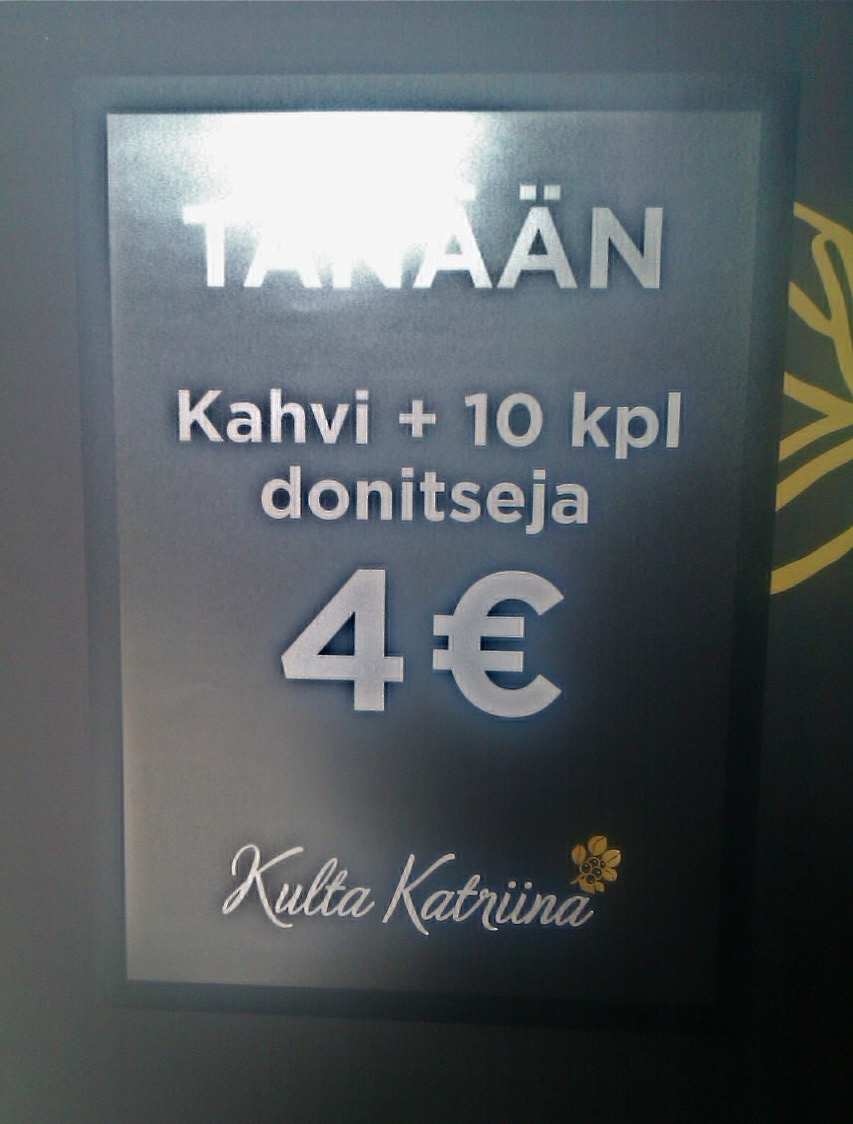 TÄNÄÄN
Kahvi + 10 kpl
donitseja
4 €
Kulta Katriina